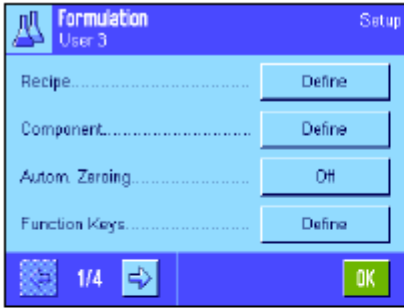 Formulation
Setup
User 3
Recipe.......................... Define
Component.......................... Define
Autom. Zeroing.......................... Off
Function Keys.......................... Define
1/4
OK